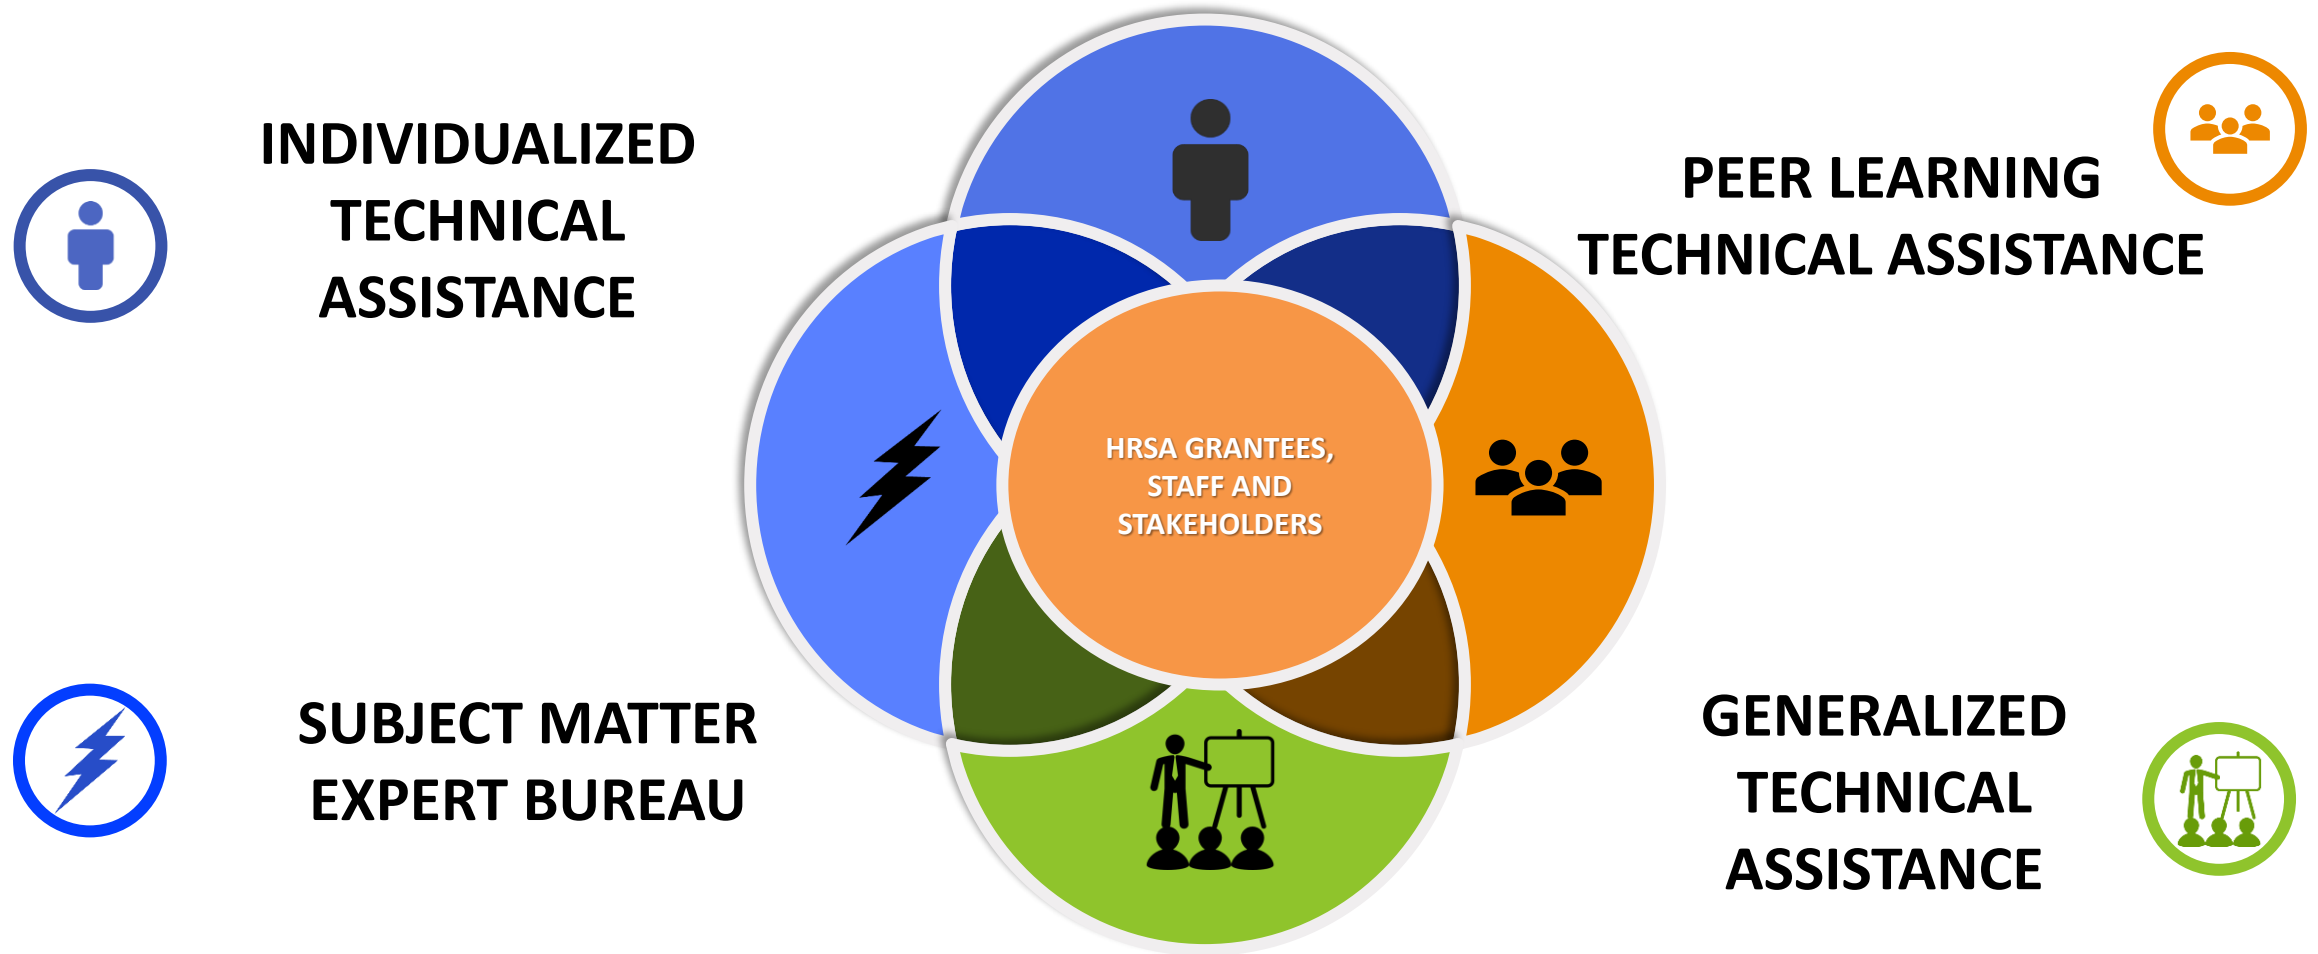 INDIVIDUALIZED
TECHNICAL
ASSISTANCE
PEER LEARNING
TECHNICAL ASSISTANCE
HRSA GRANTEES,
STAFF AND
STAKEHOLDERS
SUBJECT MATTER
EXPERT BUREAU
GENERALIZED
TECHNICAL
ASSISTANCE